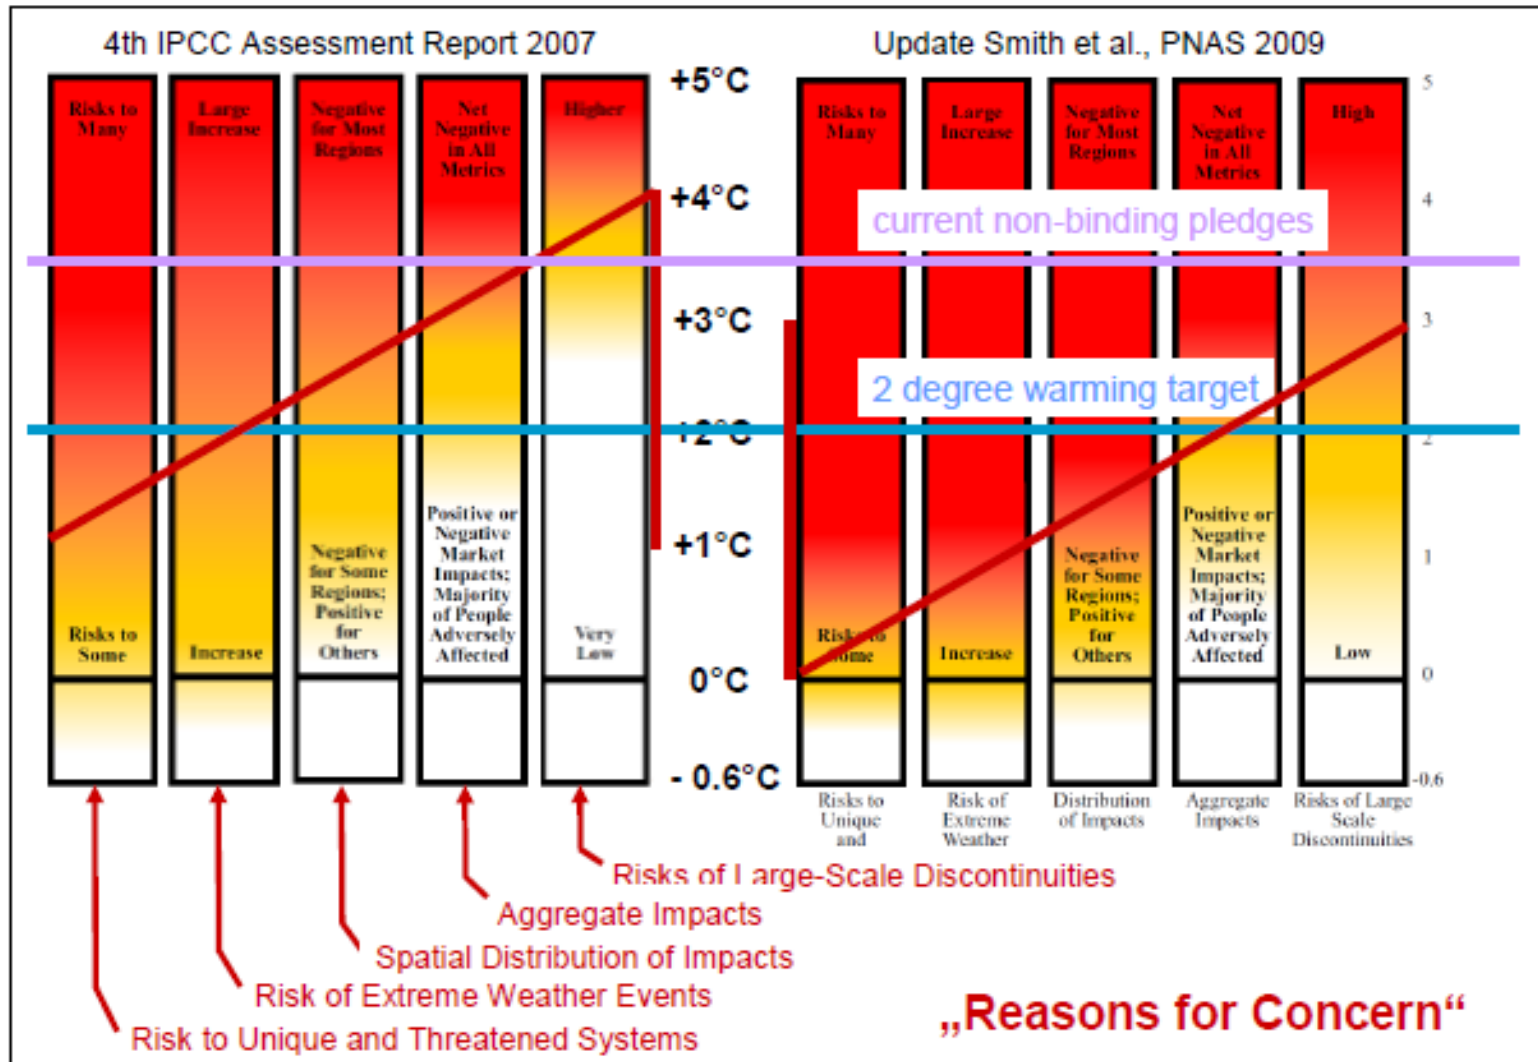 4th IPCC Assessment Report 2007
Update Smith et al., PNAS 2009
Risks to
Many
Large
Increase
Negative
for Most
Regions
Net
Negative
in All
Metrics
Higher
Risks to
Some
Increase
Negative
for Some
Regions;
Positive
for
Others
Positive or
Negative
Market
Impacts;
Majority
of People
Adversely
Affected
Very
Low
+5°C
+4°C
+3°C
+2°C
+1°C
0°C
- 0.6°C
Risks to
Many
Large
Increase
Negative
for Most
Regions
Net
Negative
in All
Metrics
High
current non-binding pledges
2 degree warming target
Risks to
Some
Increase
Negative
for Some
Regions;
Positive
for
Others
Positive or
Negative
Market
Impacts;
Majority
of People
Adversely
Affected
Low
5
4
3
2
1
0
-0.6
Risks to
Unique
and
Risk of
Extreme
Weather
Distribution
of Impacts
Aggregate
Impacts
Risks of Large
Scale
Discontinuities
Risks of Large-Scale Discontinuities
Aggregate Impacts
Spatial Distribution of Impacts
Risk of Extreme Weather Events
Risk to Unique and Threatened Systems
„Reasons for Concern“